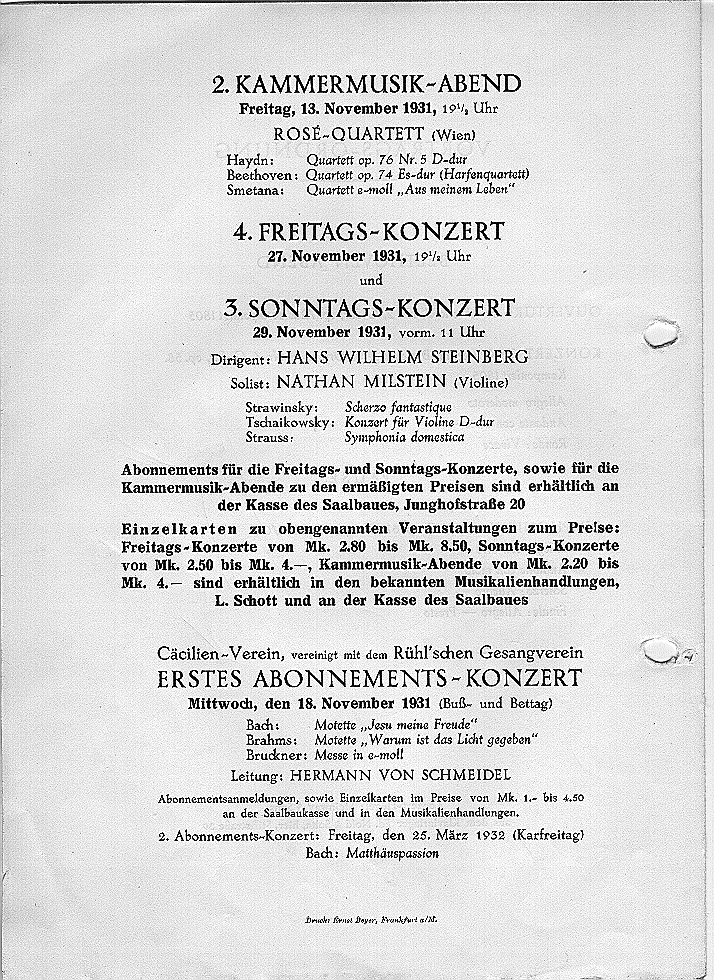 2. KAMMERMUSIK-ABEND
Freitag, 13. November 1931, 19½ Uhr
ROSÉ-QUARTETT (Wien)
Haydn: Quartett op. 76 Nr. 5 D-dur
Beethoven: Quartett op. 74 Es-dur (Harfenquartett)
Smetana: Quartett e-moll „Aus meinem Leben“
4. FREITAGS-KONZERT
27. November 1931, 19½ Uhr
und
3. SONNTAGS-KONZERT
29. November 1931, vorm. 11 Uhr
Dirigent: HANS WILHELM STEINBERG
Solist: NATHAN MILSTEIN (Violine)
Strawinsky: Scherzo fantastique
Tschaikowsky: Konzert für Violine D-dur
Strauss: Symphonia domestica
Abonnements für die Freitags- und Sonntags-Konzerte, sowie für die
Kammermusik-Abende zu den ermäßigten Preisen sind erhältlich an
der Kasse des Saalbaues, Junghofstraße 20
Einzelkarten zu obengenannten Veranstaltungen zum Preise:
Freitags-Konzerte von Mk. 2.80 bis Mk. 8.50, Sonntags-Konzerte
von Mk. 2.50 bis Mk. 4.—, Kammermusik-Abende von Mk. 2.20 bis
Mk. 4.— sind erhältlich in den bekannten Musikalienhandlungen,
L. Schott und an der Kasse des Saalbaues
Cäcilien-Verein, vereinigt mit dem Rühl'schen Gesangverein
ERSTES ABONNEMENTS-KONZERT
Mittwoch, den 18. November 1931 (Buß- und Bettag)
Bach: Motette „Jesu meine Freude“
Brahms: Motette „Warum ist das Licht gegeben“
Bruckner: Messe in e-moll
Leitung: HERMANN VON SCHMEIDEL
Abonnementsanmeldungen, sowie Einzelkarten im Preise von Mk. 1.- bis 4.50
an der Saalbaukasse und in den Musikalienhandlungen.
2. Abonnements-Konzert: Freitag, den 25. März 1932 (Karfreitag)
Bach: Matthäuspassion
Druck: Ernst Beyer, Frankfurt a/M.